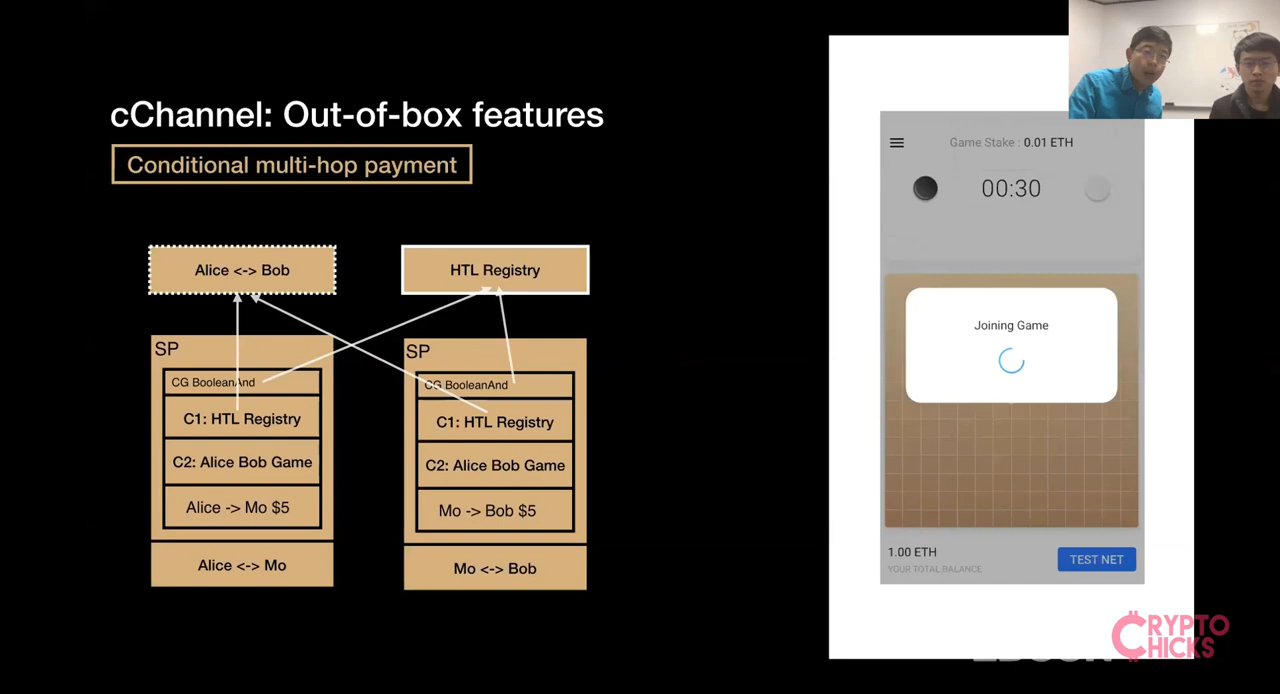 cChannel: Out-of-box features
Conditional multi-hop payment
Alice <-> Bob
HTL Registry
SP
CG BooleanAnd
C1: HTL Registry
C2: Alice Bob Game
Alice -> Mo $5
Alice <-> Mo
SP
CG BooleanAnd
C1: HTL Registry
C2: Alice Bob Game
Mo -> Bob $5
Mo <-> Bob
Game Stake : 0.01 ETH
00:30
Joining Game
1.00 ETH
YOUR TOTAL BALANCE
TEST NET
CRYPTO
CHICKS